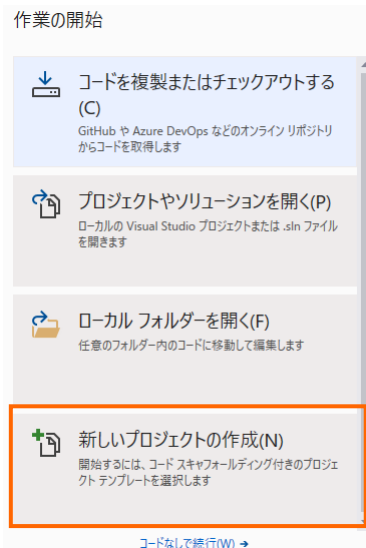 作業の開始
コードを複製またはチェックアウトする
(C)
GitHub や Azure DevOps などのオンライン リポジトリ
からコードを取得します
プロジェクトやソリューションを開く(P)
ローカルの Visual Studio プロジェクトまたは .sln ファイル
を開きます
ローカル フォルダーを開く(F)
任意のフォルダー内のコードに移動して編集します
新しいプロジェクトの作成(N)
開始するには、コード スキャフォールディング付きのプロジェ
クト テンプレートを選択します
コードなしで続行(W) →